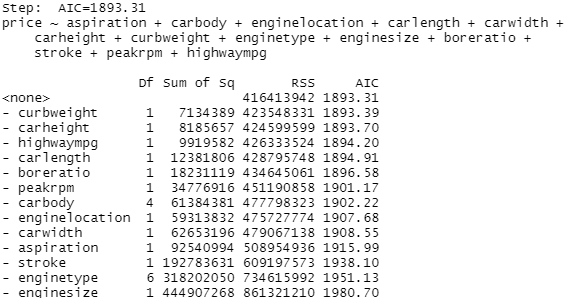 Step:  AIC=1893.31
price ~ aspiration + carbody + enginelocation + carlength + carwidth +
    carheight + curbweight + enginetype + enginesize + boreratio +
    stroke + peakrpm + highwaympg

                 Df Sum of Sq       RSS     AIC
<none>                        416413942 1893.31
- curbweight      1   7134389 423548331 1893.39
- carheight       1   8185657 424599599 1893.70
- highwaympg      1   9919582 426333524 1894.20
- carlength       1  12381806 428795748 1894.91
- boreratio       1  18231119 434645061 1896.58
- peakrpm         1  34776916 451190858 1901.17
- carbody         4  61384381 477798323 1902.22
- enginelocation  1  59313832 475727774 1907.68
- carwidth        1  62653196 479067138 1908.55
- aspiration      1  92540994 508954936 1915.99
- stroke          1 192783631 609197573 1938.10
- enginetype      6 318202050 734615992 1951.13
- enginesize      1 444907268 861321210 1980.70